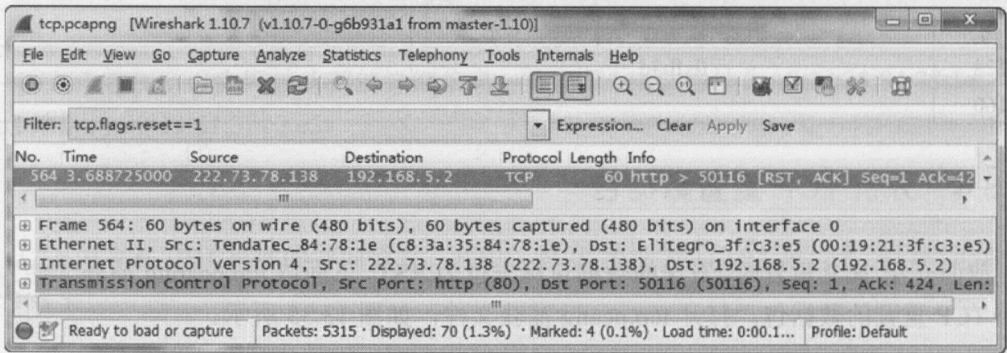 tcp.pcapng [Wireshark 1.10.7 (v1.10.7-0-g6b931a1 from master-1.10)]
File Edit View Go Capture Analyze Statistics Telephony Tools Internals Help
Filter: tcp.flags.reset==1 Expression... Clear Apply Save
No. Time Source Destination Protocol Length Info
564 3.688725000 222.73.78.138 192.168.5.2 TCP 60 http > 50116 [RST, ACK] Seq=1 Ack=42
Frame 564: 60 bytes on wire (480 bits), 60 bytes captured (480 bits) on interface 0
Ethernet II, Src: TendaTec_84:78:1e (c8:3a:35:84:78:1e), Dst: Elitegro_3f:c3:e5 (00:19:21:3f:c3:e5)
Internet Protocol Version 4, Src: 222.73.78.138 (222.73.78.138), Dst: 192.168.5.2 (192.168.5.2)
Transmission Control Protocol, Src Port: http (80), Dst Port: 50116 (50116), Seq: 1, Ack: 424, Len:
Ready to load or capture Packets: 5315 · Displayed: 70 (1.3%) · Marked: 4 (0.1%) · Load time: 0:00.1... Profile: Default